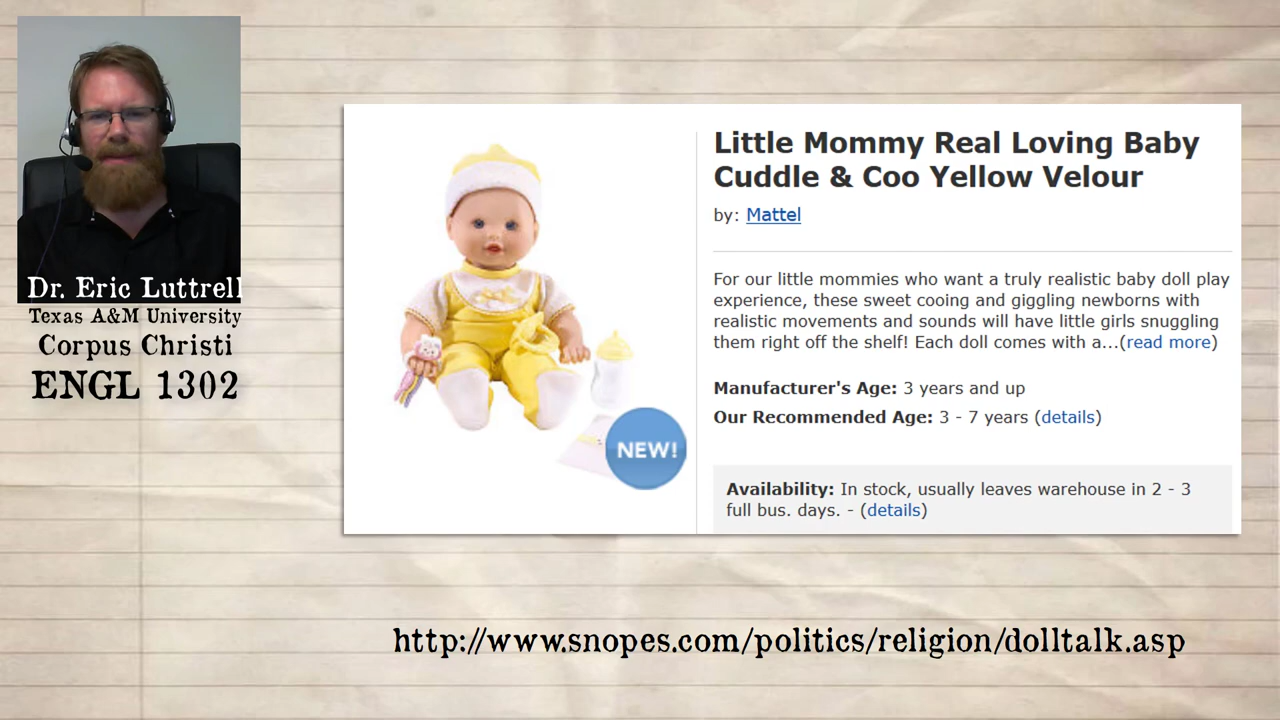 Dr. Eric Luttrell
Texas A&M University
Corpus Christi
ENGL 1302
Little Mommy Real Loving Baby
Cuddle & Coo Yellow Velour
by: Mattel
For our little mommies who want a truly realistic baby doll play
experience, these sweet cooing and giggling newborns with
realistic movements and sounds will have little girls snuggling
them right off the shelf! Each doll comes with a...(read more)
Manufacturer's Age: 3 years and up
Our Recommended Age: 3 - 7 years (details)
NEW!
Availability: In stock, usually leaves warehouse in 2 - 3
full bus. days. - (details)
http://www.snopes.com/politics/religion/dolltalk.asp